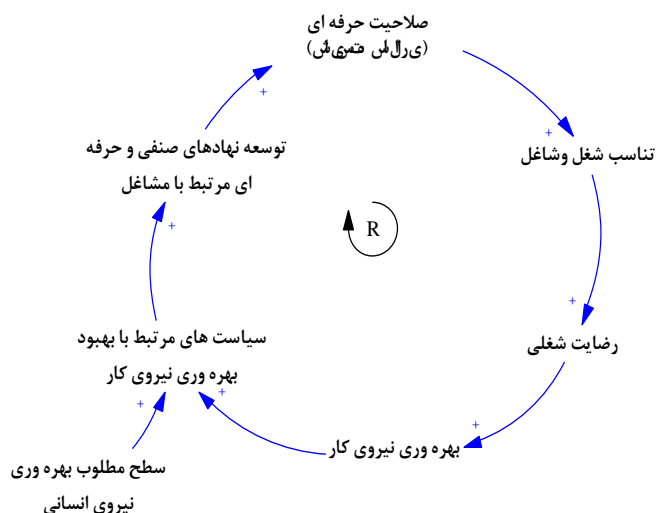 صلاحیت حرفه ای
تناسب شغل وشاغل
رضایت شغلی
بهره وری نیروی کار
سیاست های مرتبط با بهبود
بهره وری نیروی کار
سطح مطلوب بهره وری
نیروی انسانی
توسعه نهادهای صنفی و حرفه
ای مرتبط با مشاغل
R
+
+
+
+
+
+
+